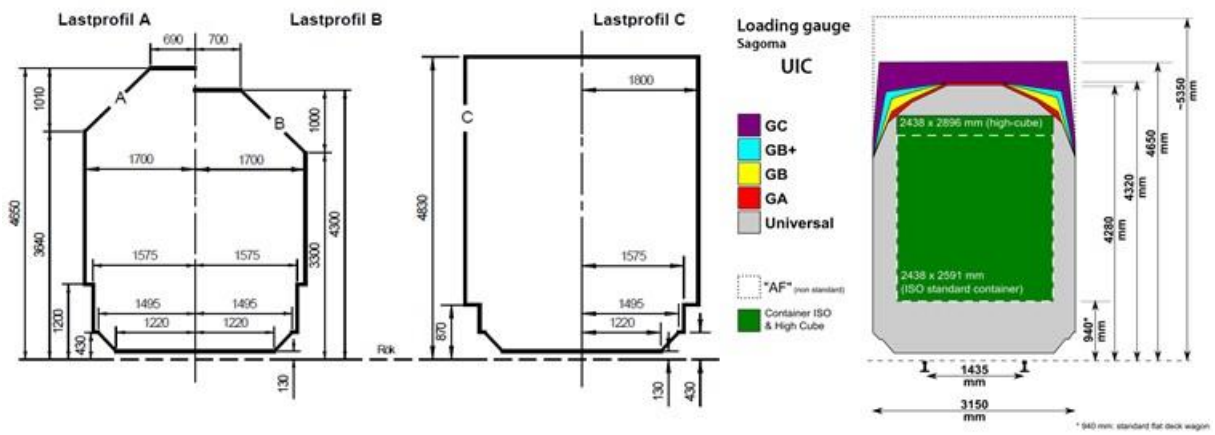 Lastprofil A
Lastprofil B
690
700
1010
A
B
1000
1700
1700
4650
3640
3300
4300
1575
1575
1495
1495
1200
1220
1220
430
130
Rök
Lastprofil C
1800
C
4830
1575
1495
870
1220
130
430
Loading gauge
Sagoma
UIC
GC
GB+
GB
GA
Universal
"AF" (non standard)
Container ISO
& High Cube
2438 x 2896 mm (high-cube)
2438 x 2591 mm
(ISO standard container)
940*
mm
4280
mm
4320
mm
4650
mm
~5350
mm
1435
mm
3150
mm
* 940 mm: standard flat deck wagon